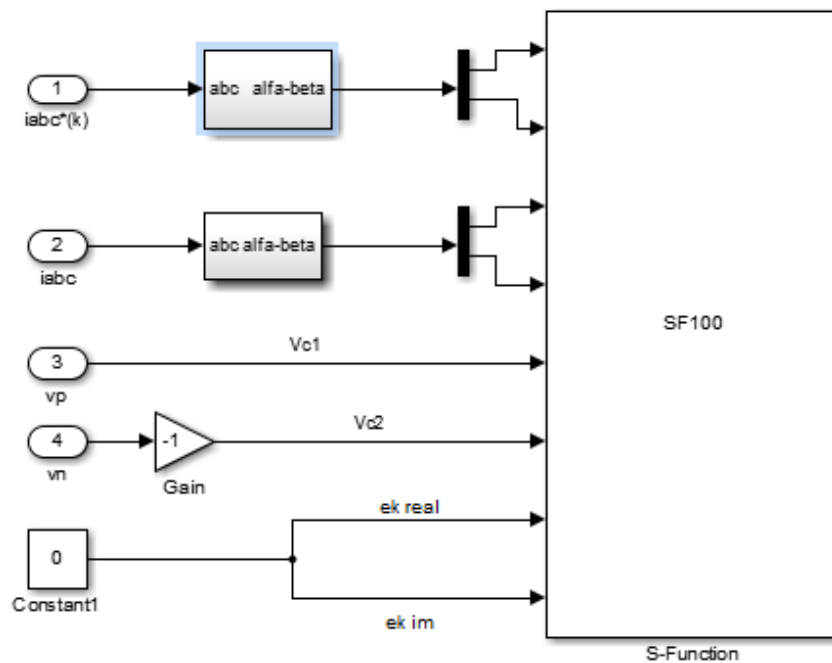 1
iabc*(k)
abc alfa-beta
2
iabc
abc alfa-beta
SF100
3
vp
Vc1
4
vn
-1
Gain
Vc2
0
Constant1
ek real
ek im
S-Function